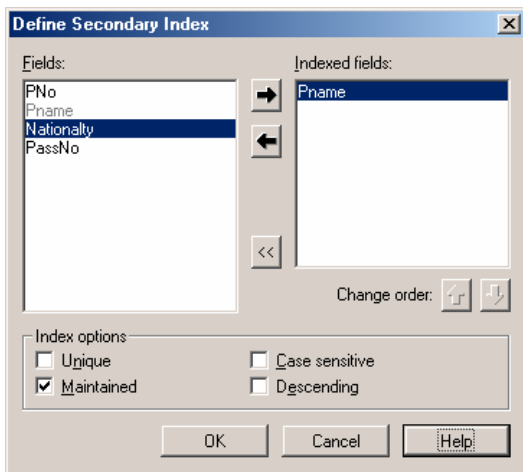 Define Secondary Index
Fields:
PNo
Pname
Nationalty
PassNo
Indexed fields:
Pname
<<
Change order:
Index options
Unique
Case sensitive
Maintained
Descending
OK
Cancel
Help